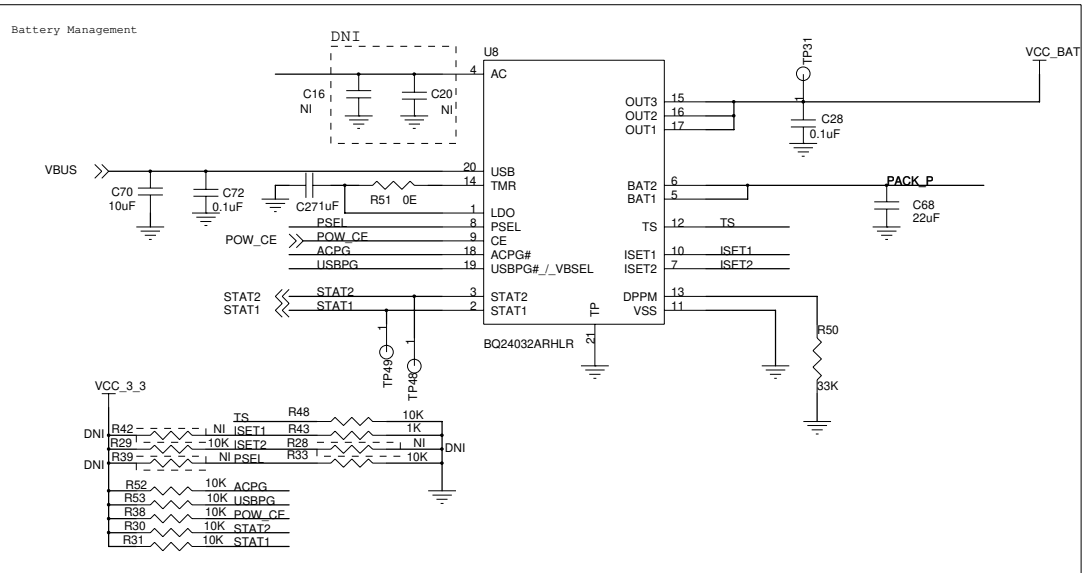 Battery Management
DNI
U8
TP31
VCC_BAT
4 AC
C16
NI
C20
NI
OUT3 15
OUT2 16
OUT1 17
1
C28
0.1uF
VBUS
20 USB
14 TMR
C70
10uF
C72
0.1uF
C27 1uF
R51 0E
1 LDO
BAT2 6
BAT1 5
PACK_P
C68
22uF
PSEL 8 PSEL
POW_CE POW_CE 9 CE
ACPG 18 ACPG#
USBPG 19 USBPG#_/_VBSEL
TS 12 TS
ISET1 10 ISET1
ISET2 7 ISET2
STAT2 STAT2 3 STAT2
STAT1 STAT1 2 STAT1
DPPM 13
VSS 11
TP
21
BQ24032ARHLR
R50
33K
1
TP49
1
TP48
VCC_3_3
TS R48 10K
DNI R42 NI ISET1 R43 1K
R29 10K ISET2 R28 NI DNI
DNI R39 NI PSEL R33 10K
R52 10K ACPG
R53 10K USBPG
R38 10K POW_CE
R30 10K STAT2
R31 10K STAT1